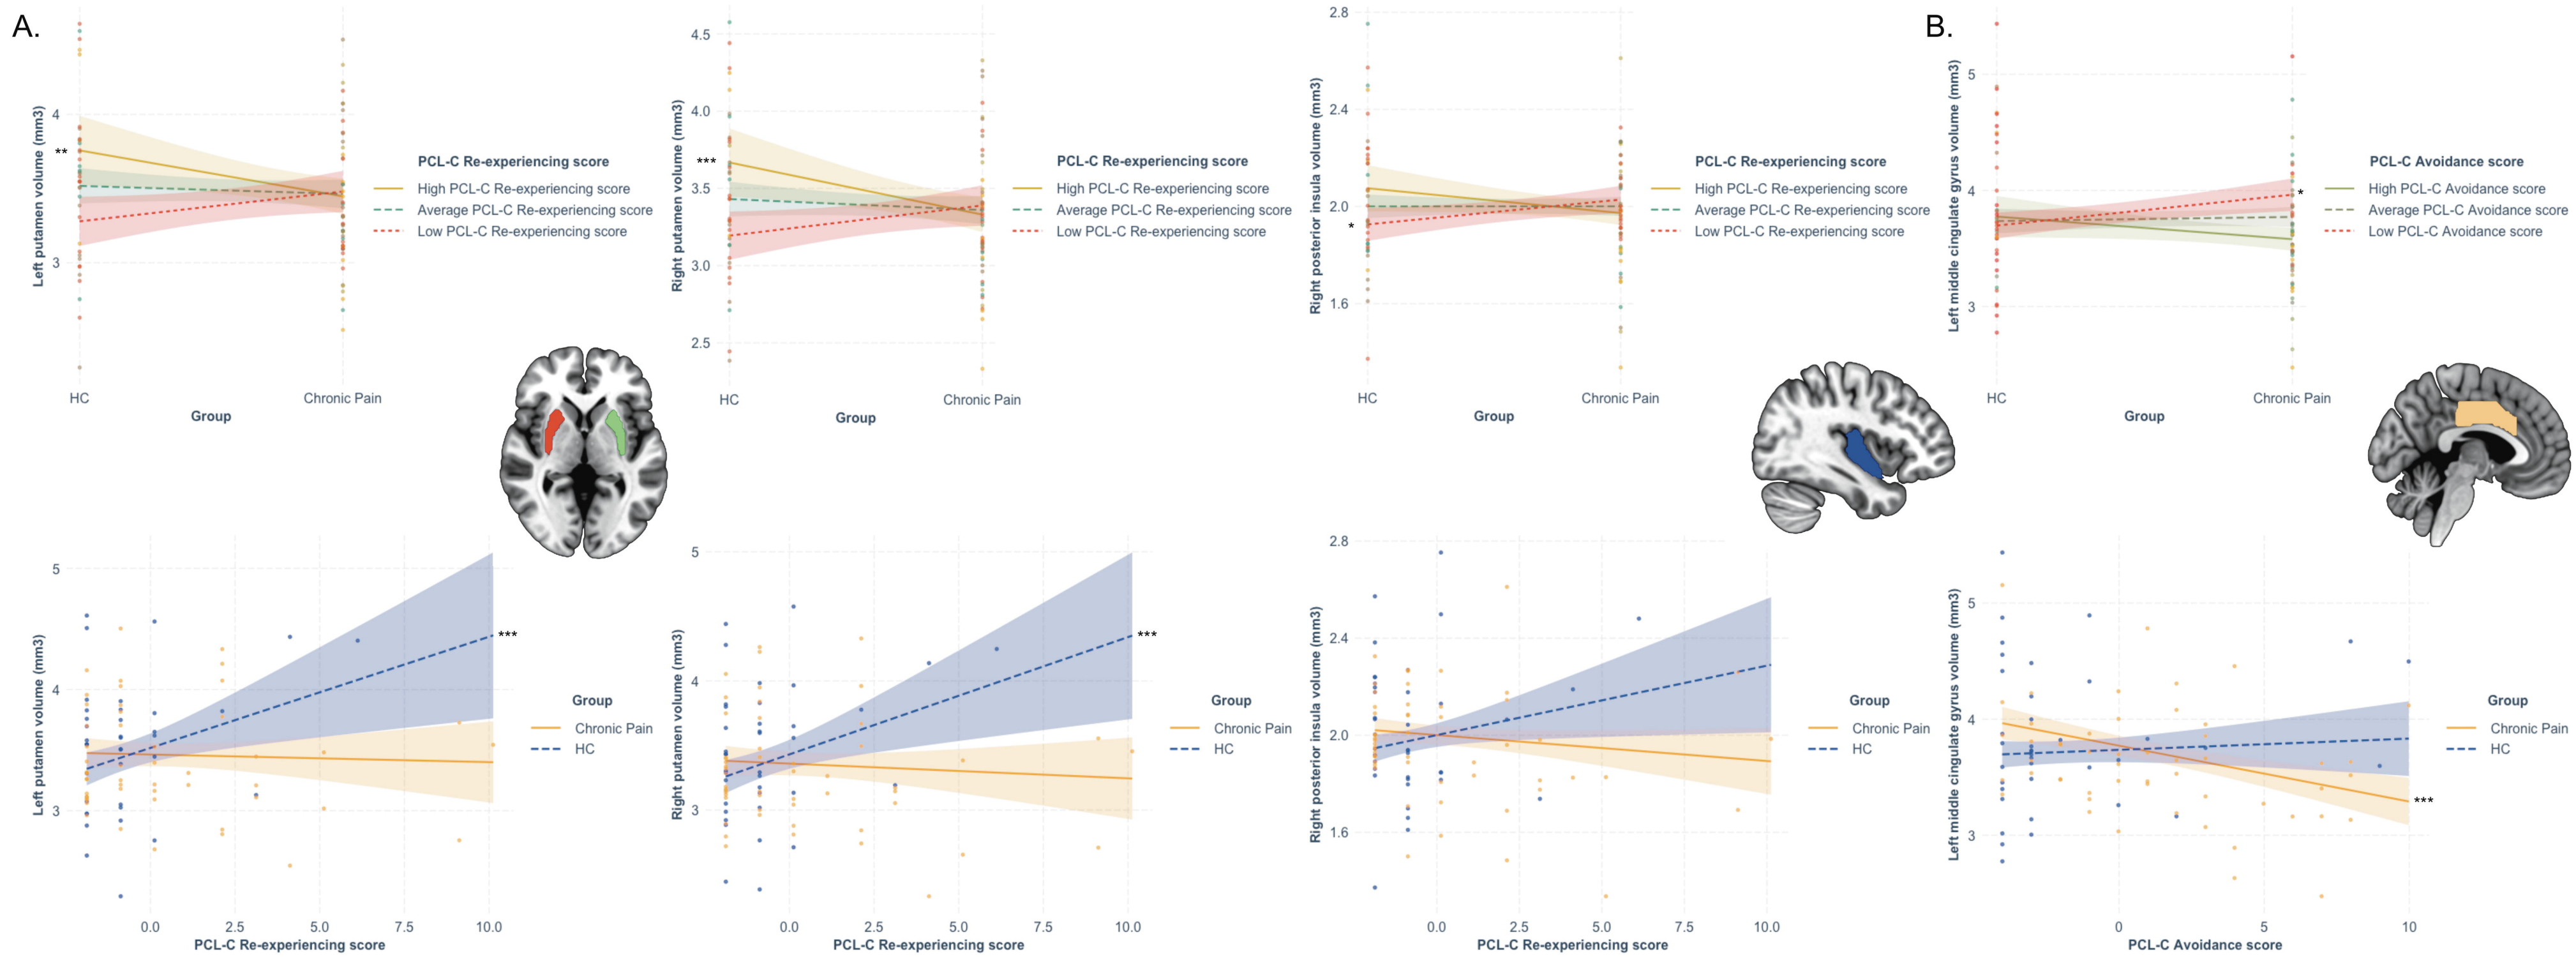 A.
Left putamen volume (mm3)
4
3
**
HC
Chronic Pain
Group
PCL-C Re-experiencing score
High PCL-C Re-experiencing score
Average PCL-C Re-experiencing score
Low PCL-C Re-experiencing score
Right putamen volume (mm3)
4.5
4.0
3.5
3.0
2.5
***
HC
Chronic Pain
Group
PCL-C Re-experiencing score
High PCL-C Re-experiencing score
Average PCL-C Re-experiencing score
Low PCL-C Re-experiencing score
Right posterior insula volume (mm3)
2.8
2.4
2.0
1.6
*
HC
Chronic Pain
Group
PCL-C Re-experiencing score
High PCL-C Re-experiencing score
Average PCL-C Re-experiencing score
Low PCL-C Re-experiencing score
B.
Left middle cingulate gyrus volume (mm3)
5
4
3
*
HC
Chronic Pain
Group
PCL-C Avoidance score
High PCL-C Avoidance score
Average PCL-C Avoidance score
Low PCL-C Avoidance score
Left putamen volume (mm3)
5
4
3
***
0.0 2.5 5.0 7.5 10.0
PCL-C Re-experiencing score
Group
Chronic Pain
HC
Right putamen volume (mm3)
5
4
3
***
0.0 2.5 5.0 7.5 10.0
PCL-C Re-experiencing score
Group
Chronic Pain
HC
Right posterior insula volume (mm3)
2.8
2.4
2.0
1.6
0.0 2.5 5.0 7.5 10.0
PCL-C Re-experiencing score
Group
Chronic Pain
HC
Left middle cingulate gyrus volume (mm3)
5
4
3
***
0 5 10
PCL-C Avoidance score
Group
Chronic Pain
HC